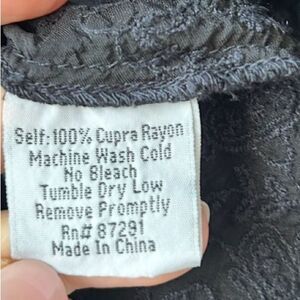 Self:100% Cupra Rayon
Machine Wash Cold
No Bleach
Tumble Dry Low
Remove Promptly
Rn# 87291
Made In China